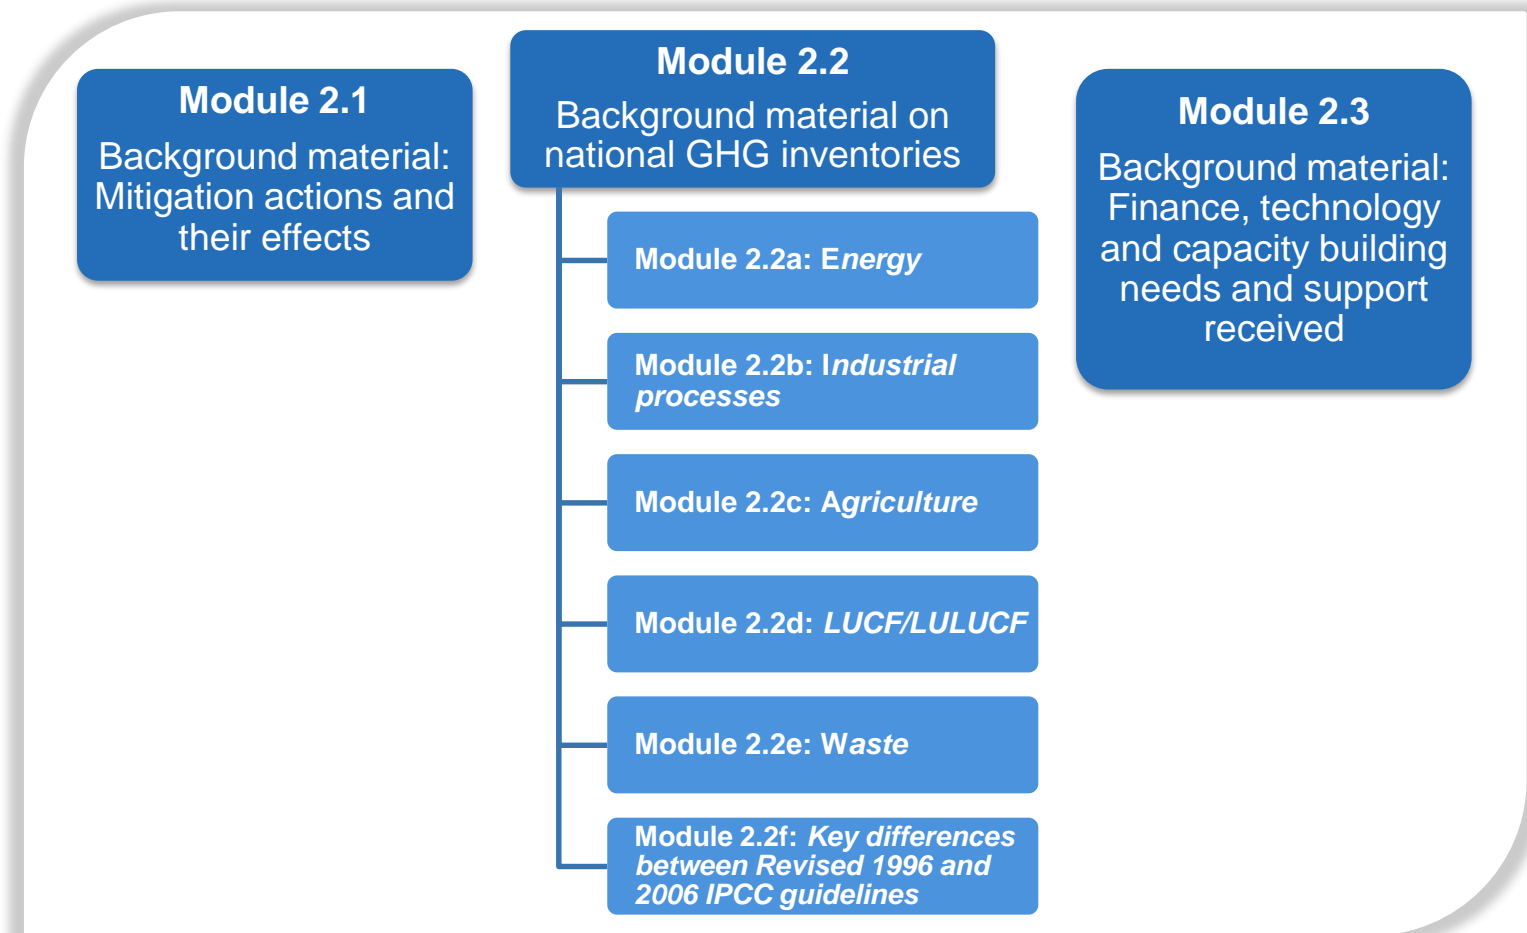 Module 2.1
Background material:
Mitigation actions and
their effects
Module 2.2
Background material on
national GHG inventories
Module 2.2a: Energy
Module 2.2b: Industrial
processes
Module 2.2c: Agriculture
Module 2.2d: LUCF/LULUCF
Module 2.2e: Waste
Module 2.2f: Key differences
between Revised 1996 and
2006 IPCC guidelines
Module 2.3
Background material:
Finance, technology
and capacity building
needs and support
received